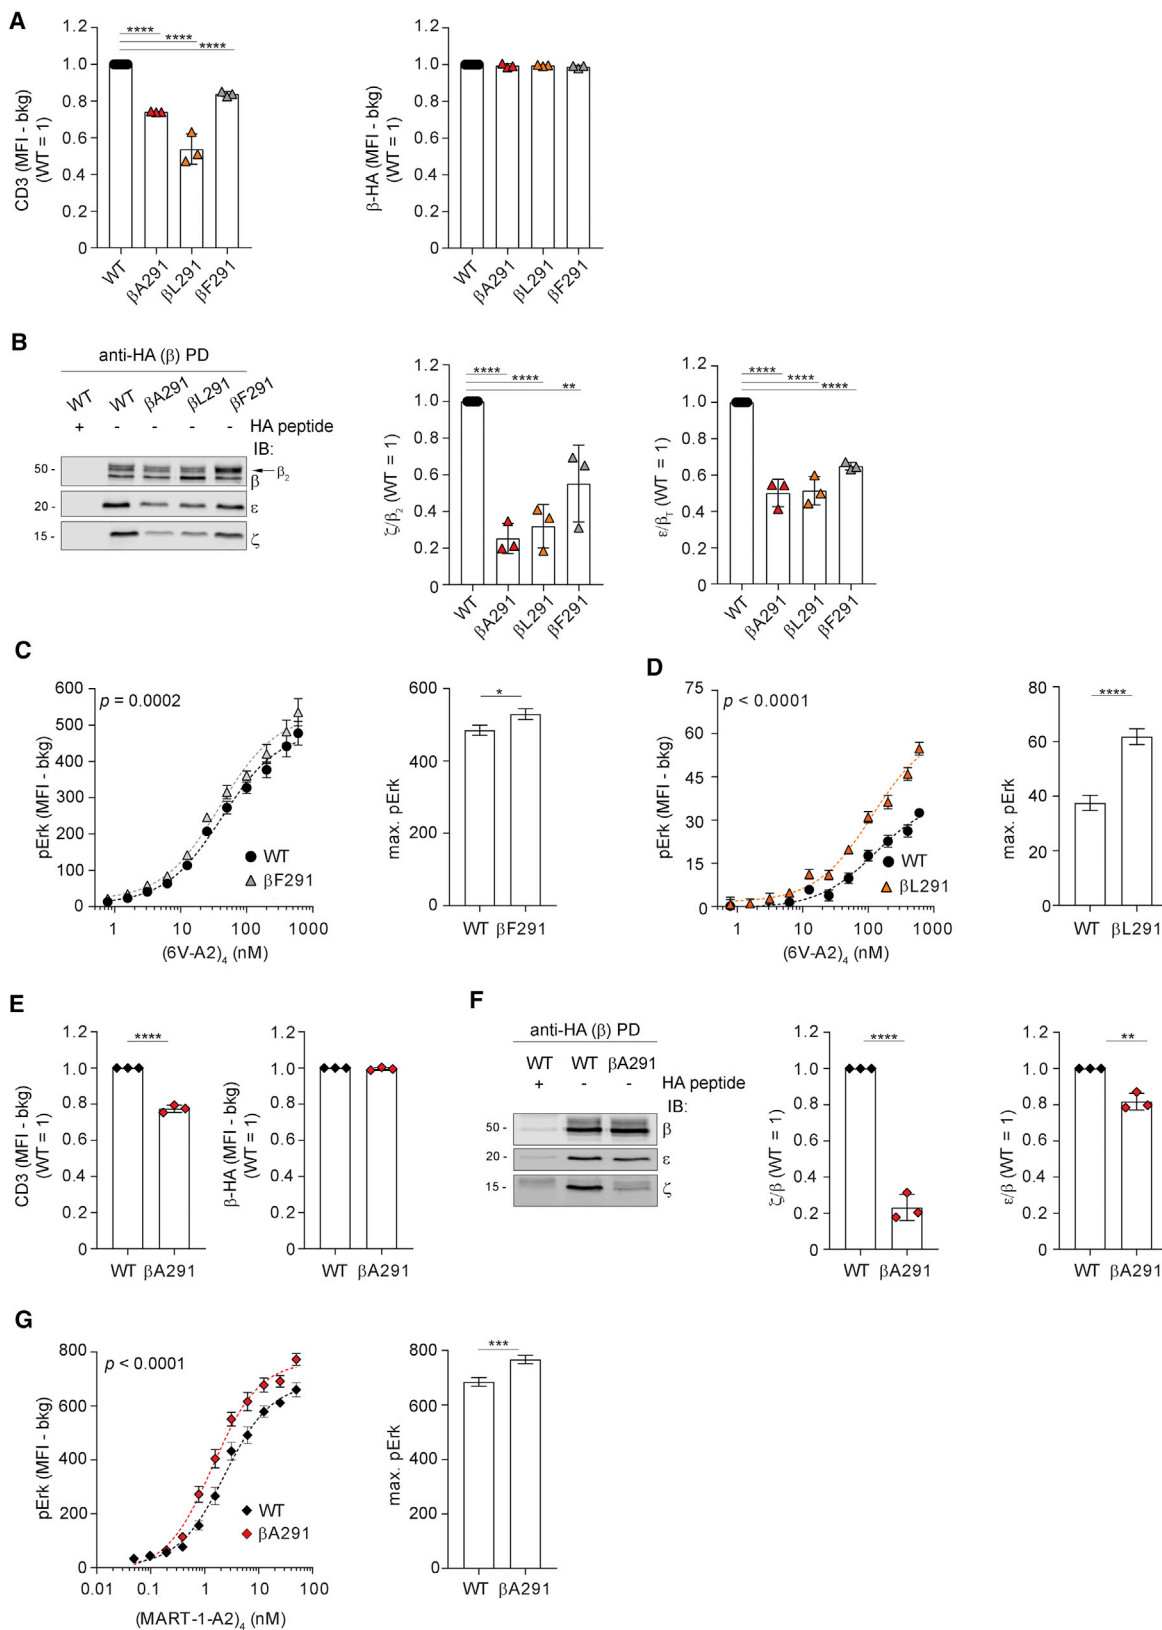 A
CD3 (MFI - bkg)
(WT = 1)
1.2
1.0
0.8
0.6
0.4
0.2
0
****
****
****
WT
βA291
βL291
βF291
β-HA (MFI - bkg)
(WT = 1)
1.2
1.0
0.8
0.6
0.4
0.2
0
WT
βA291
βL291
βF291
B
anti-HA (β) PD
WT WT βA291 βL291 βF291
+ - - - - HA peptide
IB:
50 -
β₂
β
20 -
ε
15 -
ζ
ζ/β₂ (WT = 1)
1.2
1.0
0.8
0.6
0.4
0.2
0
****
****
**
WT
βA291
βL291
βF291
ε/β_T (WT = 1)
1.2
1.0
0.8
0.6
0.4
0.2
0
****
****
****
WT
βA291
βL291
βF291
C
pErk (MFI - bkg)
600
500
400
300
200
100
0
p = 0.0002
WT
βF291
1 10 100 1000
(6V-A2)₄ (nM)
max. pErk
600
400
200
0
*
WT βF291
D
pErk (MFI - bkg)
75
60
45
30
15
0
p < 0.0001
WT
βL291
1 10 100 1000
(6V-A2)₄ (nM)
max. pErk
80
60
40
20
0
****
WT βL291
E
CD3 (MFI - bkg)
(WT = 1)
1.2
1.0
0.8
0.6
0.4
0.2
0
****
WT βA291
β-HA (MFI - bkg)
(WT = 1)
1.2
1.0
0.8
0.6
0.4
0.2
0
WT βA291
F
anti-HA (β) PD
WT WT βA291
+ - - HA peptide
IB:
50 -
β
20 -
ε
15 -
ζ
ζ/β (WT = 1)
1.2
1.0
0.8
0.6
0.4
0.2
0
****
WT βA291
ε/β (WT = 1)
1.2
1.0
0.8
0.6
0.4
0.2
0
**
WT βA291
G
pErk (MFI - bkg)
800
600
400
200
0
p < 0.0001
WT
βA291
0.01 0.1 1 10 100
(MART-1-A2)₄ (nM)
max. pErk
800
600
400
200
0
***
WT βA291